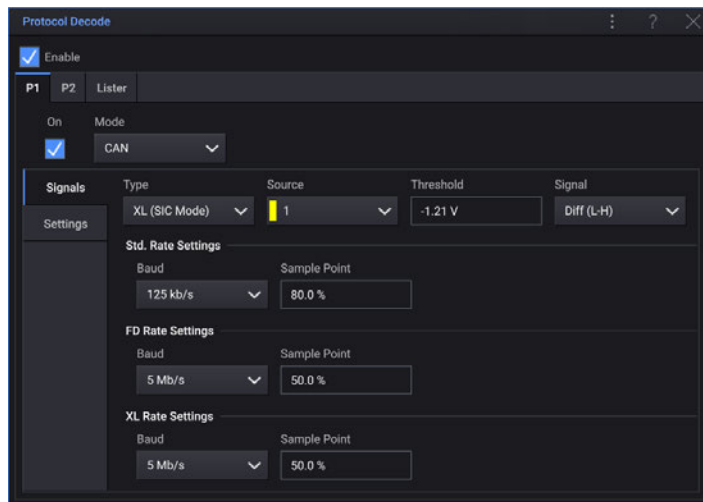 Protocol Decode
Enable
P1 P2 Lister
On Mode
CAN
Signals
Settings
Type Source Threshold Signal
XL (SIC Mode) 1 -1.21 V Diff (L-H)
Std. Rate Settings
Baud Sample Point
125 kb/s 80.0 %
FD Rate Settings
Baud Sample Point
5 Mb/s 50.0 %
XL Rate Settings
Baud Sample Point
5 Mb/s 50.0 %